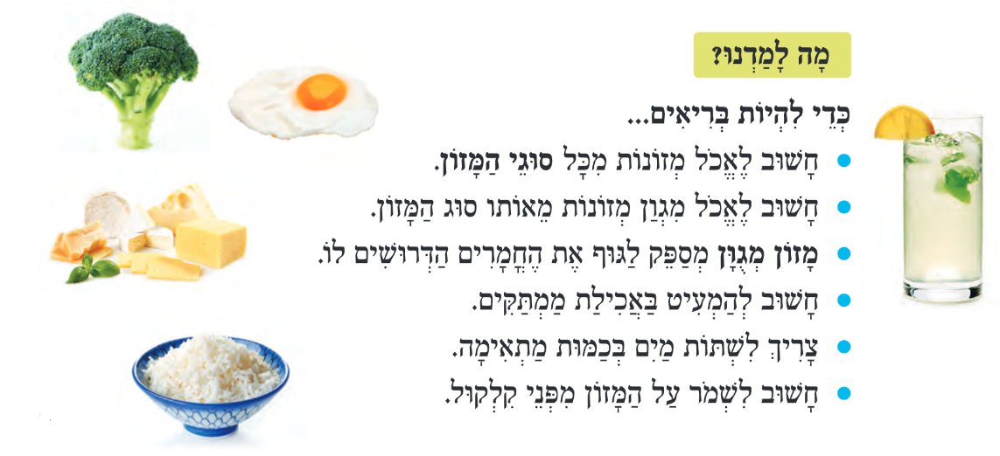 מָה לָמַדְנוּ?
כְּדֵי לִהְיוֹת בְּרִיאִים...
• חָשׁוּב לֶאֱכֹל מְזוֹנוֹת מִכָּל סוּגֵי הַמָּזוֹן.
• חָשׁוּב לֶאֱכֹל מִגְוַן מְזוֹנוֹת מֵאוֹתוֹ סוּג הַמָּזוֹן.
• מָזוֹן מְגֻוָּן מְסַפֵּק לַגּוּף אֶת הֶחֳמָרִים הַדְּרוּשִׁים לוֹ.
• חָשׁוּב לְהַמְעִיט בַּאֲכִילַת מַמְתַּקִּים.
• צָרִיךְ לִשְׁתּוֹת מַיִם בְּכַמּוּת מַתְאִימָה.
• חָשׁוּב לִשְׁמֹר עַל הַמָּזוֹן מִפְּנֵי קִלְקוּל.